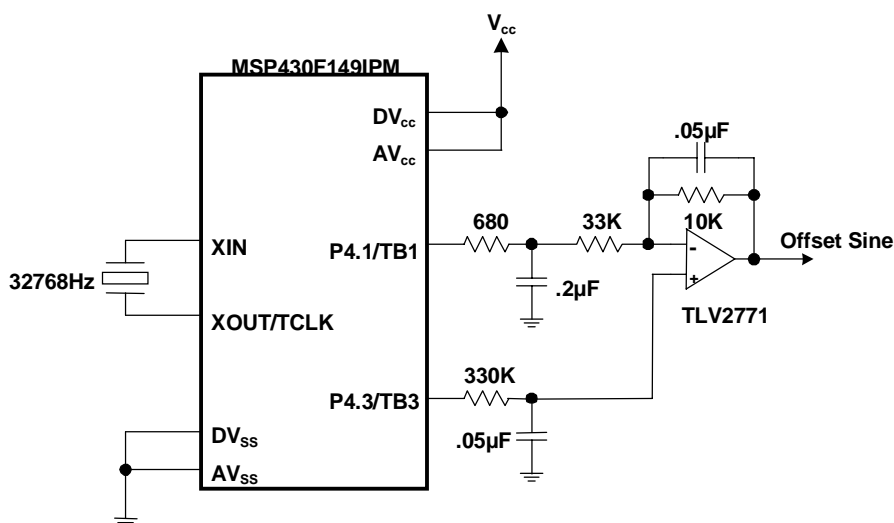 Vcc
MSP430F149IPM
DVcc
AVcc
.05µF
10K
680
33K
XIN
P4.1/TB1
Offset Sine
-
+
32768Hz
.2µF
TLV2771
XOUT/TCLK
330K
P4.3/TB3
DVSS
.05µF
AVSS